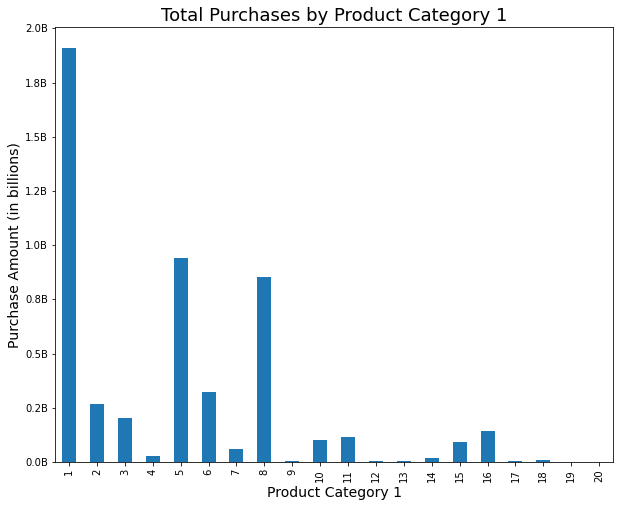 Total Purchases by Product Category 1
Purchase Amount (in billions)
2.0B
1.8B
1.5B
1.2B
1.0B
0.8B
0.5B
0.2B
0.0B
1 2 3 4 5 6 7 8 9 10 11 12 13 14 15 16 17 18 19 20
Product Category 1